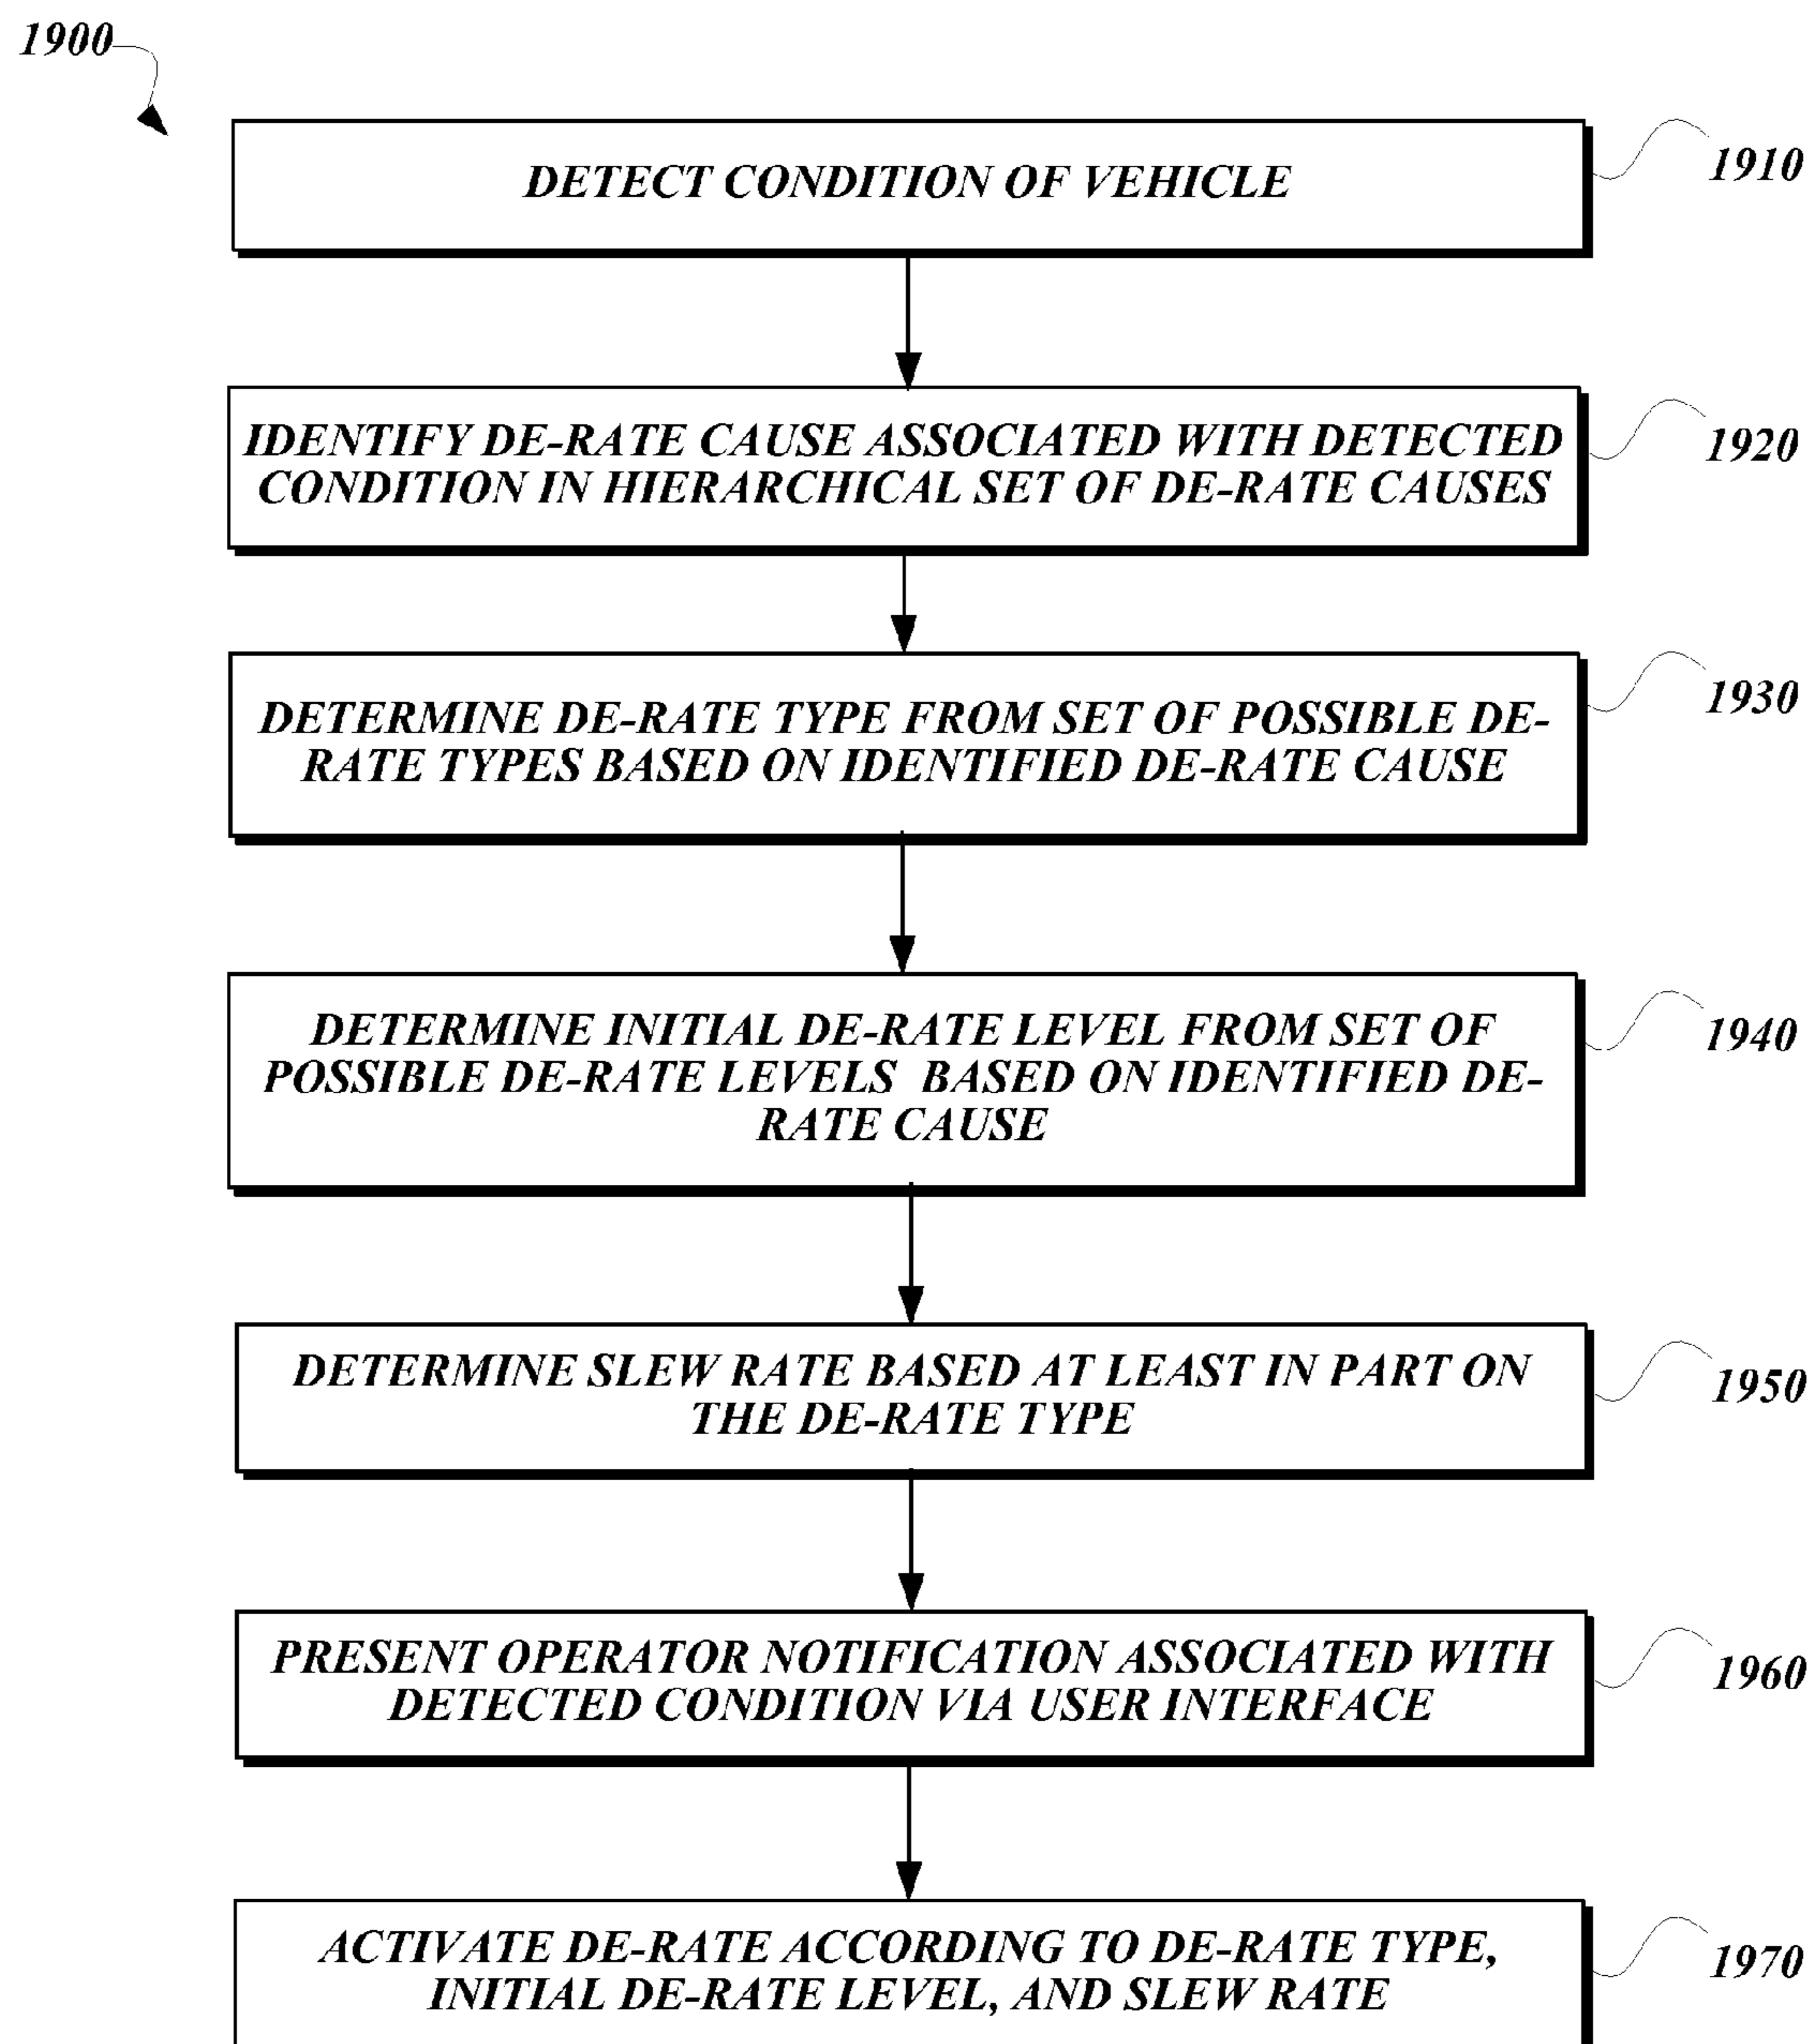 1900
DETECT CONDITION OF VEHICLE
1910
IDENTIFY DE-RATE CAUSE ASSOCIATED WITH DETECTED
CONDITION IN HIERARCHICAL SET OF DE-RATE CAUSES
1920
DETERMINE DE-RATE TYPE FROM SET OF POSSIBLE DE-
RATE TYPES BASED ON IDENTIFIED DE-RATE CAUSE
1930
DETERMINE INITIAL DE-RATE LEVEL FROM SET OF
POSSIBLE DE-RATE LEVELS BASED ON IDENTIFIED DE-
RATE CAUSE
1940
DETERMINE SLEW RATE BASED AT LEAST IN PART ON
THE DE-RATE TYPE
1950
PRESENT OPERATOR NOTIFICATION ASSOCIATED WITH
DETECTED CONDITION VIA USER INTERFACE
1960
ACTIVATE DE-RATE ACCORDING TO DE-RATE TYPE,
INITIAL DE-RATE LEVEL, AND SLEW RATE
1970